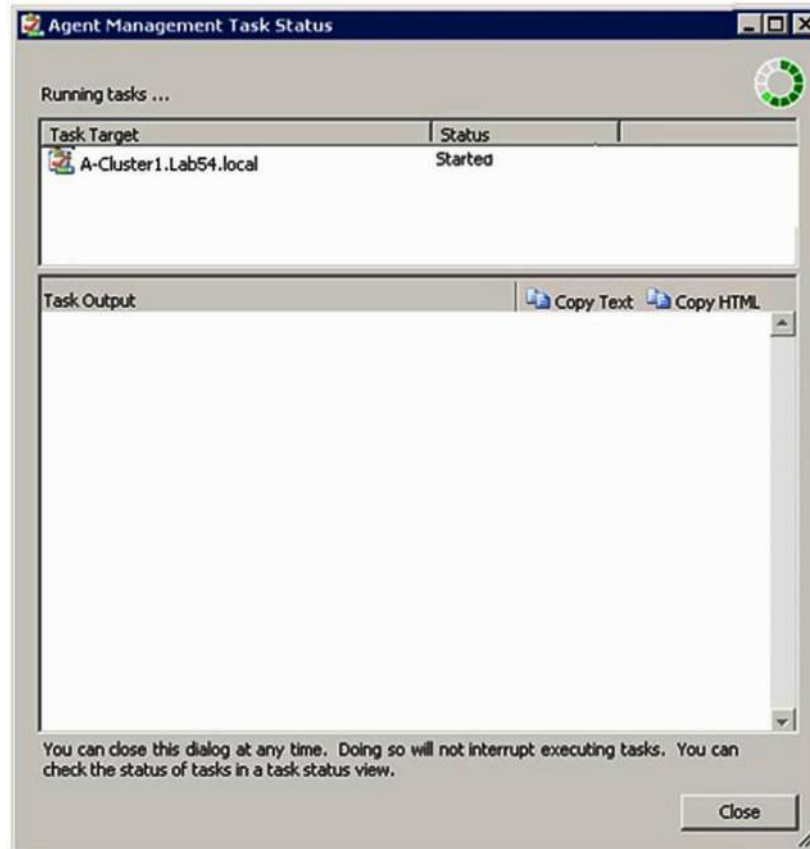 Agent Management Task Status
Running tasks ...
Task Target Status
A-Cluster1.Lab54.local Started
Task Output Copy Text Copy HTML
You can close this dialog at any time. Doing so will not interrupt executing tasks. You can
check the status of tasks in a task status view.
Close